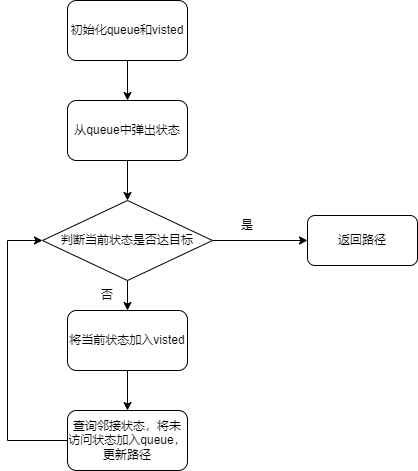 初始化queue和visted
从queue中弹出状态
判断当前状态是否达目标
是
返回路径
否
将当前状态加入visted
查询邻接状态，将未
访问状态加入queue，
更新路径